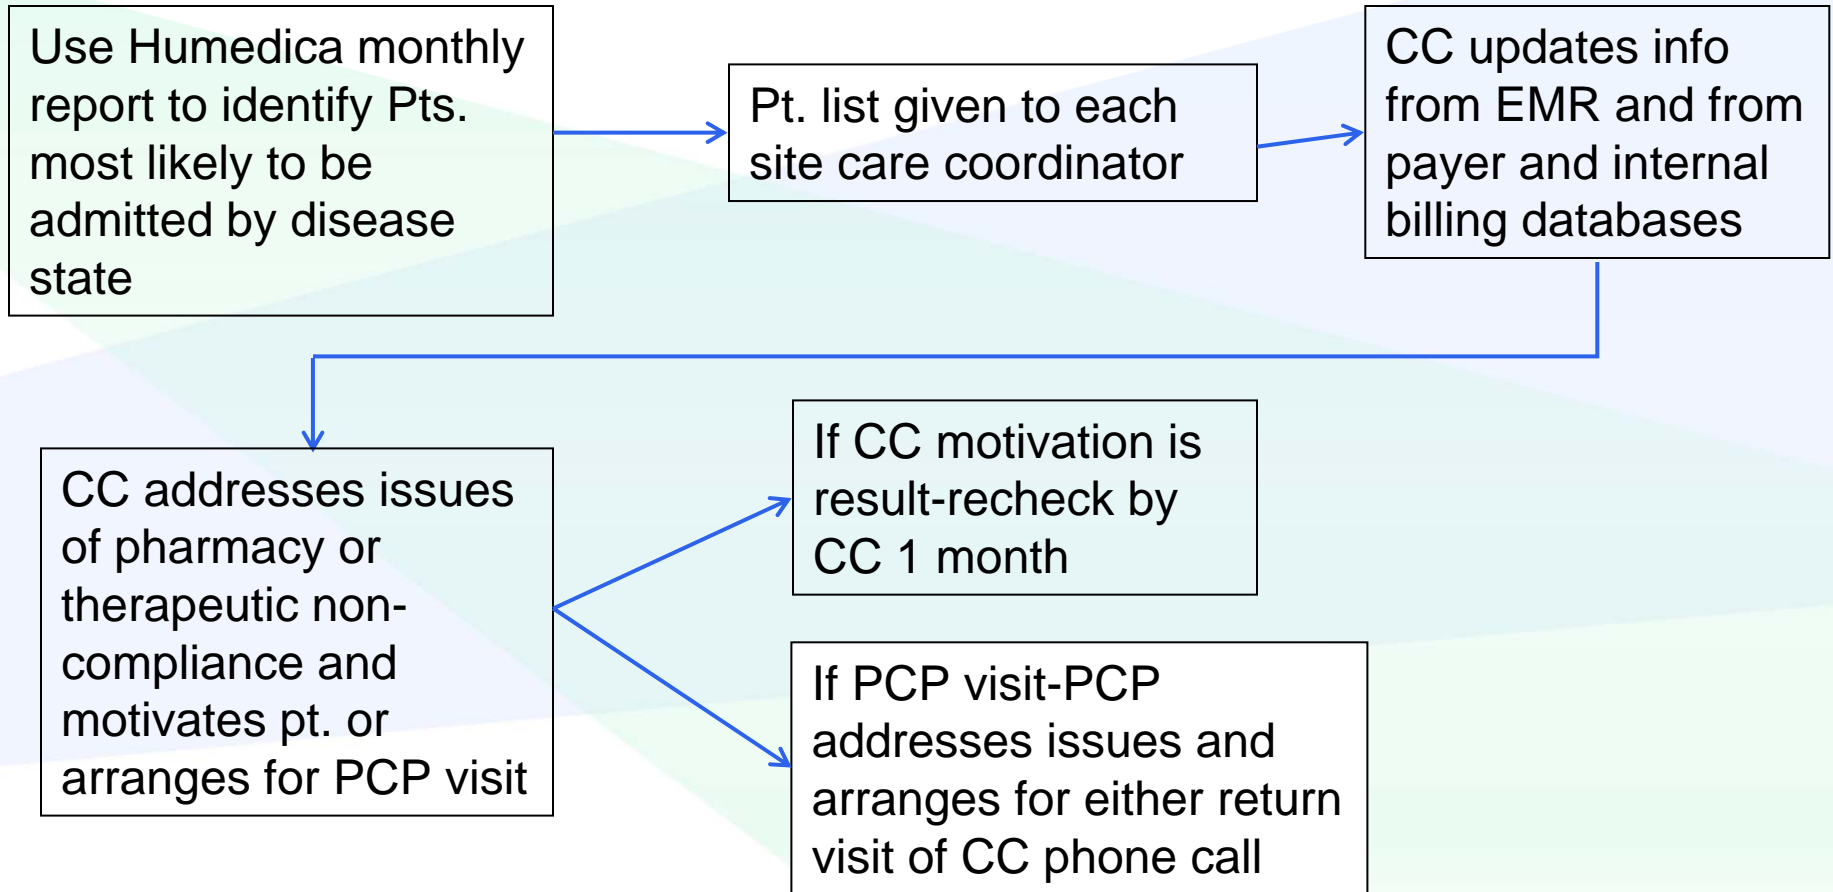 Use Humedica monthly
report to identify Pts.
most likely to be
admitted by disease
state
Pt. list given to each
site care coordinator
CC updates info
from EMR and from
payer and internal
billing databases
CC addresses issues
of pharmacy or
therapeutic non-
compliance and
motivates pt. or
arranges for PCP visit
If CC motivation is
result-recheck by
CC 1 month
If PCP visit-PCP
addresses issues and
arranges for either return
visit of CC phone call